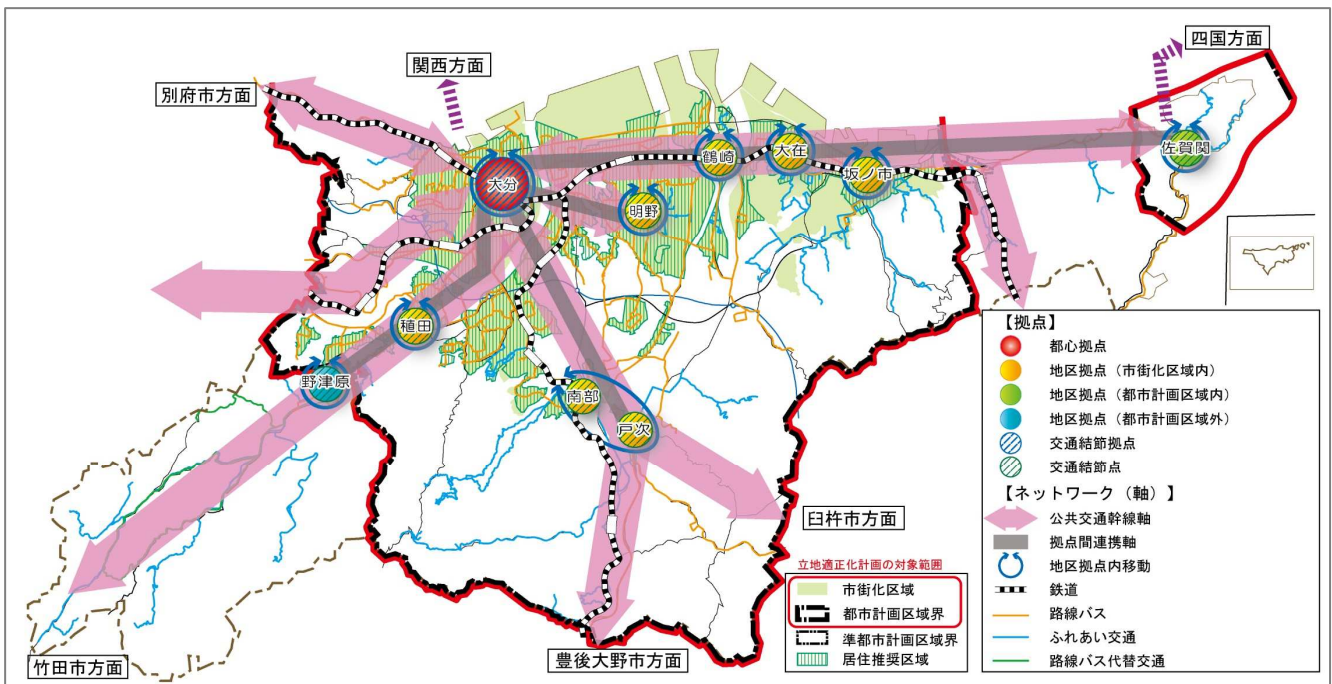 四国方面
関西方面
別府市方面
大分
鶴崎
大在
坂ノ市
佐賀関
明野
稙田
野津原
南部
戸次
臼杵市方面
豊後大野市方面
竹田市方面
立地適正化計画の対象範囲
市街化区域
都市計画区域界
準都市計画区域界
居住推奨区域
【拠点】
都心拠点
地区拠点（市街化区域内）
地区拠点（都市計画区域内）
地区拠点（都市計画区域外）
交通結節拠点
交通結節点
【ネットワーク（軸）】
公共交通幹線軸
拠点間連携軸
地区拠点内移動
鉄道
路線バス
ふれあい交通
路線バス代替交通